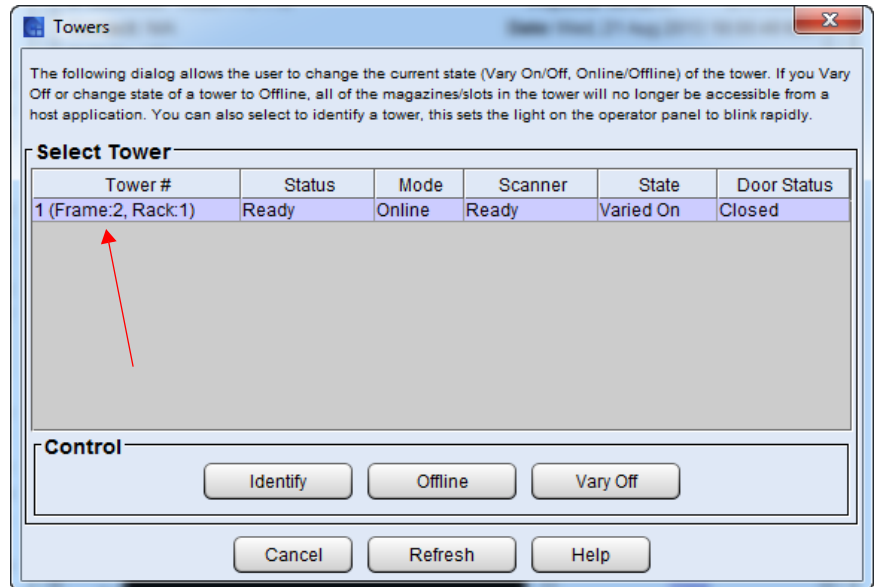 Towers
The following dialog allows the user to change the current state (Vary On/Off, Online/Offline) of the tower. If you Vary
Off or change state of a tower to Offline, all of the magazines/slots in the tower will no longer be accessible from a
host application. You can also select to identify a tower, this sets the light on the operator panel to blink rapidly.
Select Tower
Tower # Status Mode Scanner State Door Status
1 (Frame:2, Rack:1) Ready Online Ready Varied On Closed
Control
Identify Offline Vary Off
Cancel Refresh Help